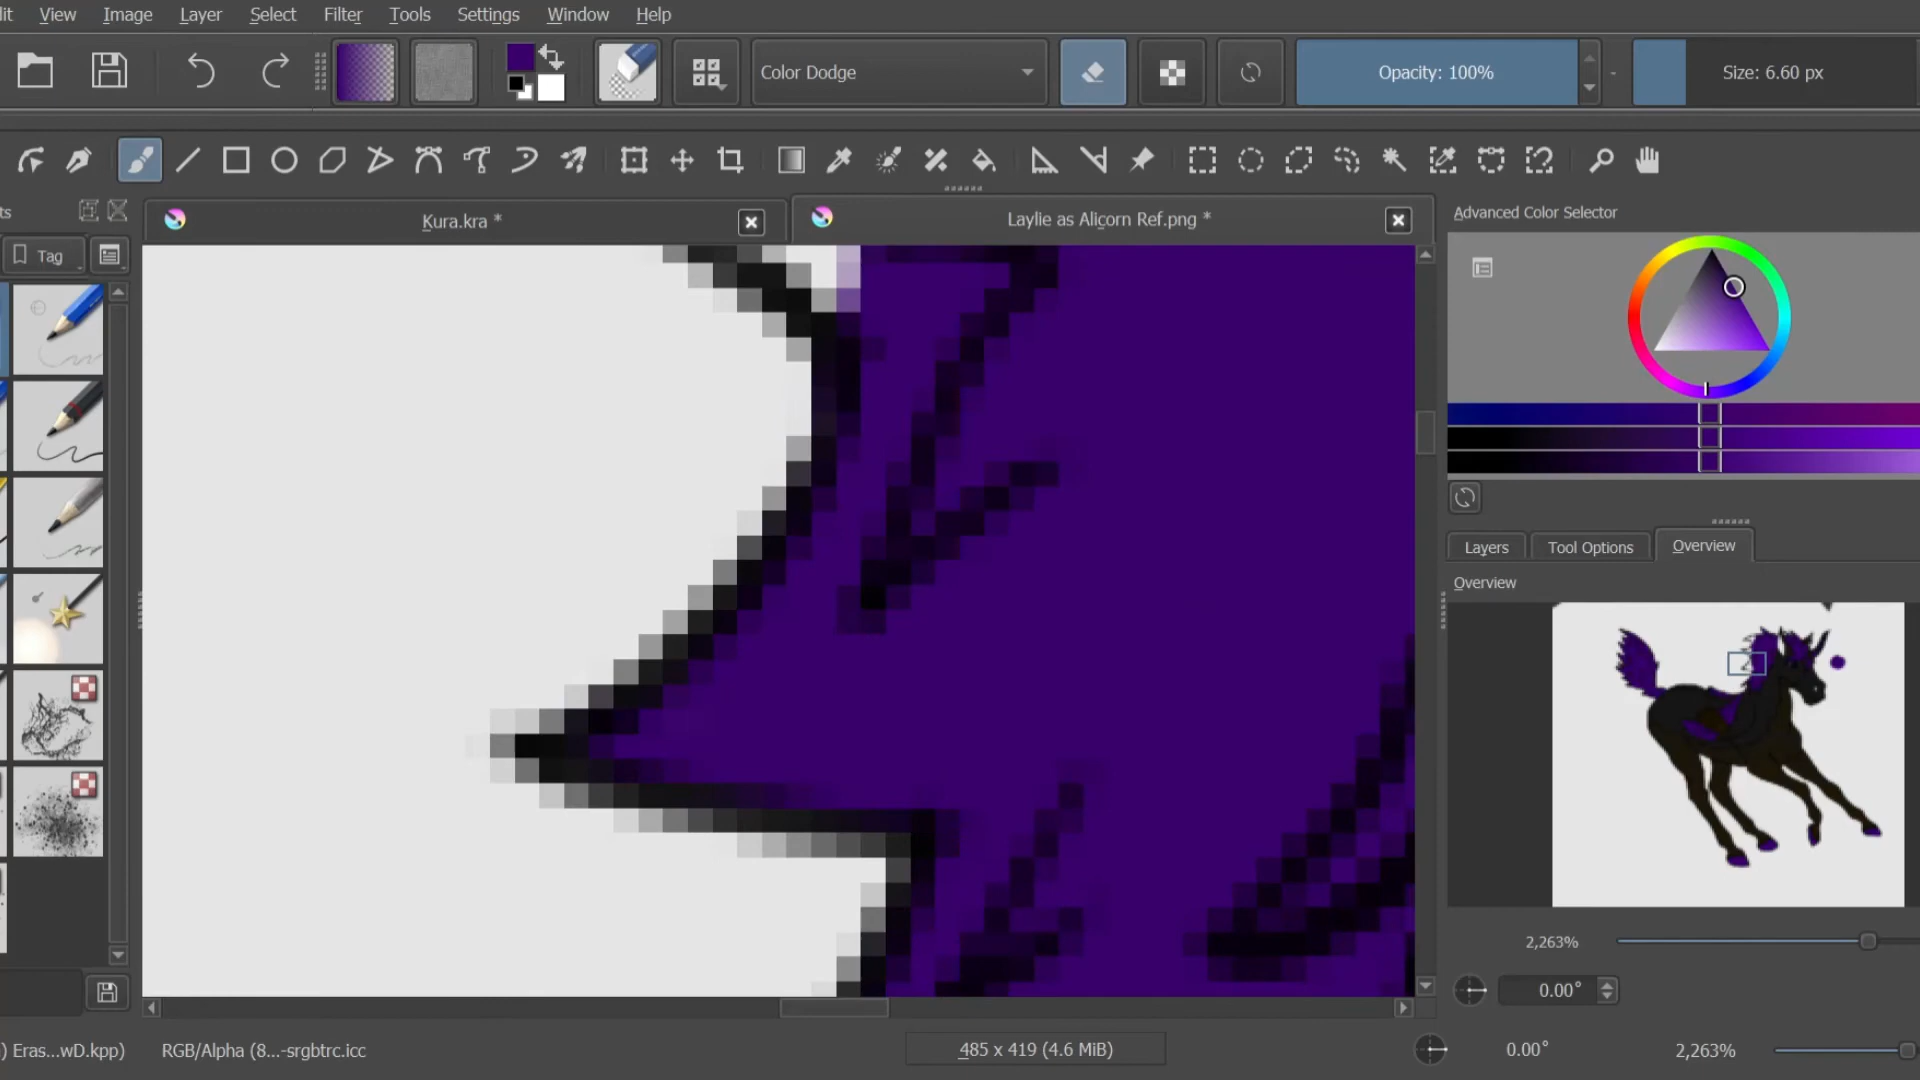 it View Image Layer Select Filter Tools Settings Window Help
Color Dodge Opacity: 100% Size: 6.60 px
Kura.kra * Laylie as Alicorn Ref.png * Advanced Color Selector
ts
Tag
Layers Tool Options Overview
Overview
2,263%
0.00°
) Eras...wD.kpp) RGB/Alpha (8...-srgbtrc.icc 485 x 419 (4.6 MiB) 0.00° 2,263%